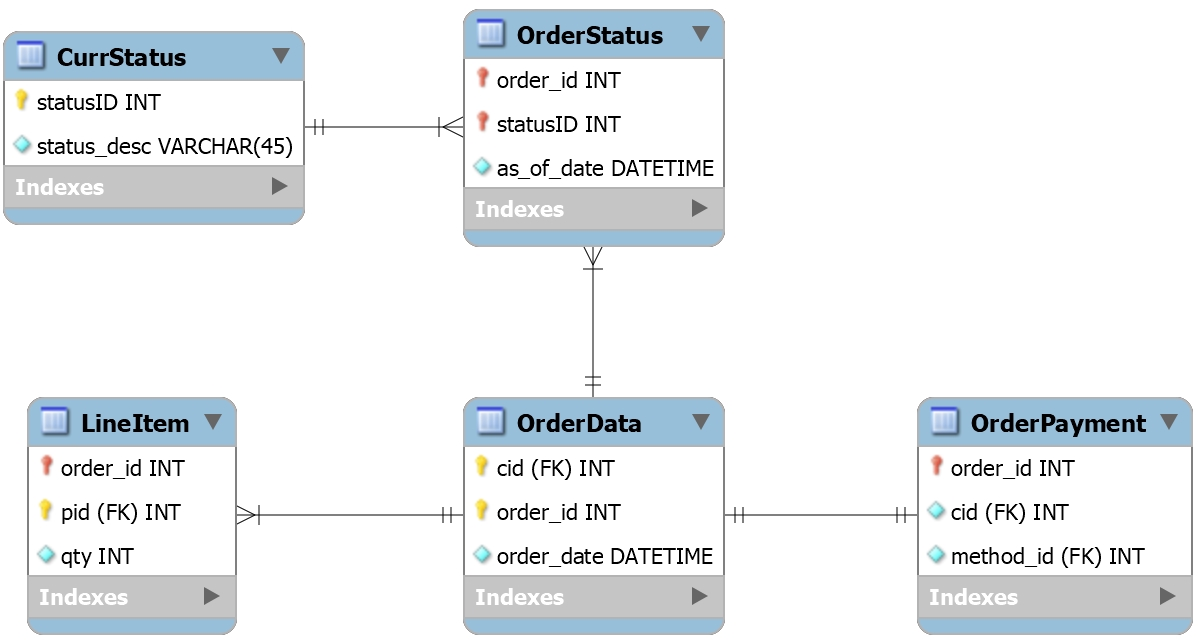 CurrStatus
statusID INT
status_desc VARCHAR(45)
Indexes
OrderStatus
order_id INT
statusID INT
as_of_date DATETIME
Indexes
LineItem
order_id INT
pid (FK) INT
qty INT
Indexes
OrderData
cid (FK) INT
order_id INT
order_date DATETIME
Indexes
OrderPayment
order_id INT
cid (FK) INT
method_id (FK) INT
Indexes